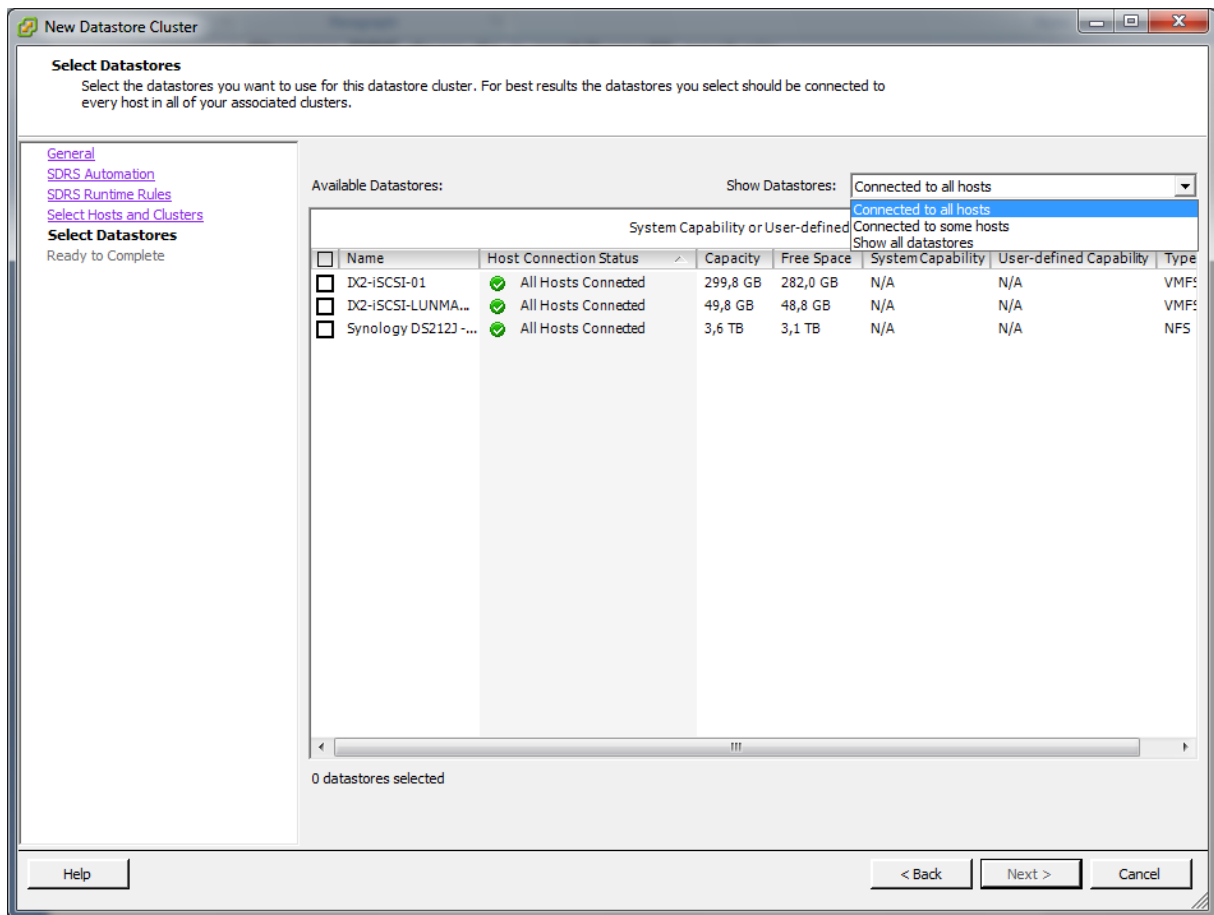 New Datastore Cluster
Select Datastores
Select the datastores you want to use for this datastore cluster. For best results the datastores you select should be connected to
every host in all of your associated clusters.
General
SDRS Automation
SDRS Runtime Rules
Select Hosts and Clusters
Select Datastores
Ready to Complete
Available Datastores: Show Datastores: Connected to all hosts
Connected to all hosts
Connected to some hosts
Show all datastores
System Capability or User-defined
Name Host Connection Status Capacity Free Space System Capability User-defined Capability Type
IX2-iSCSI-01 All Hosts Connected 299,8 GB 282,0 GB N/A N/A VMFS
IX2-iSCSI-LUNMA... All Hosts Connected 49,8 GB 48,8 GB N/A N/A VMFS
Synology DS212J -... All Hosts Connected 3,6 TB 3,1 TB N/A N/A NFS
0 datastores selected
Help < Back Next > Cancel